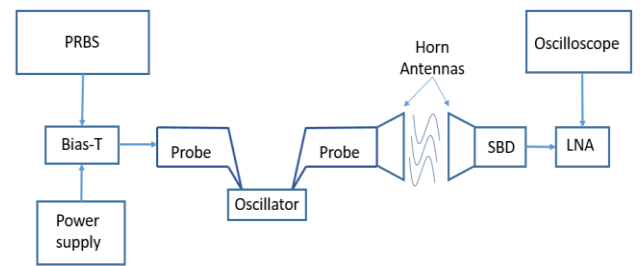 PRBS
Horn
Antennas
Oscilloscope
Bias-T
Probe
Probe
SBD
LNA
Oscillator
Power
supply